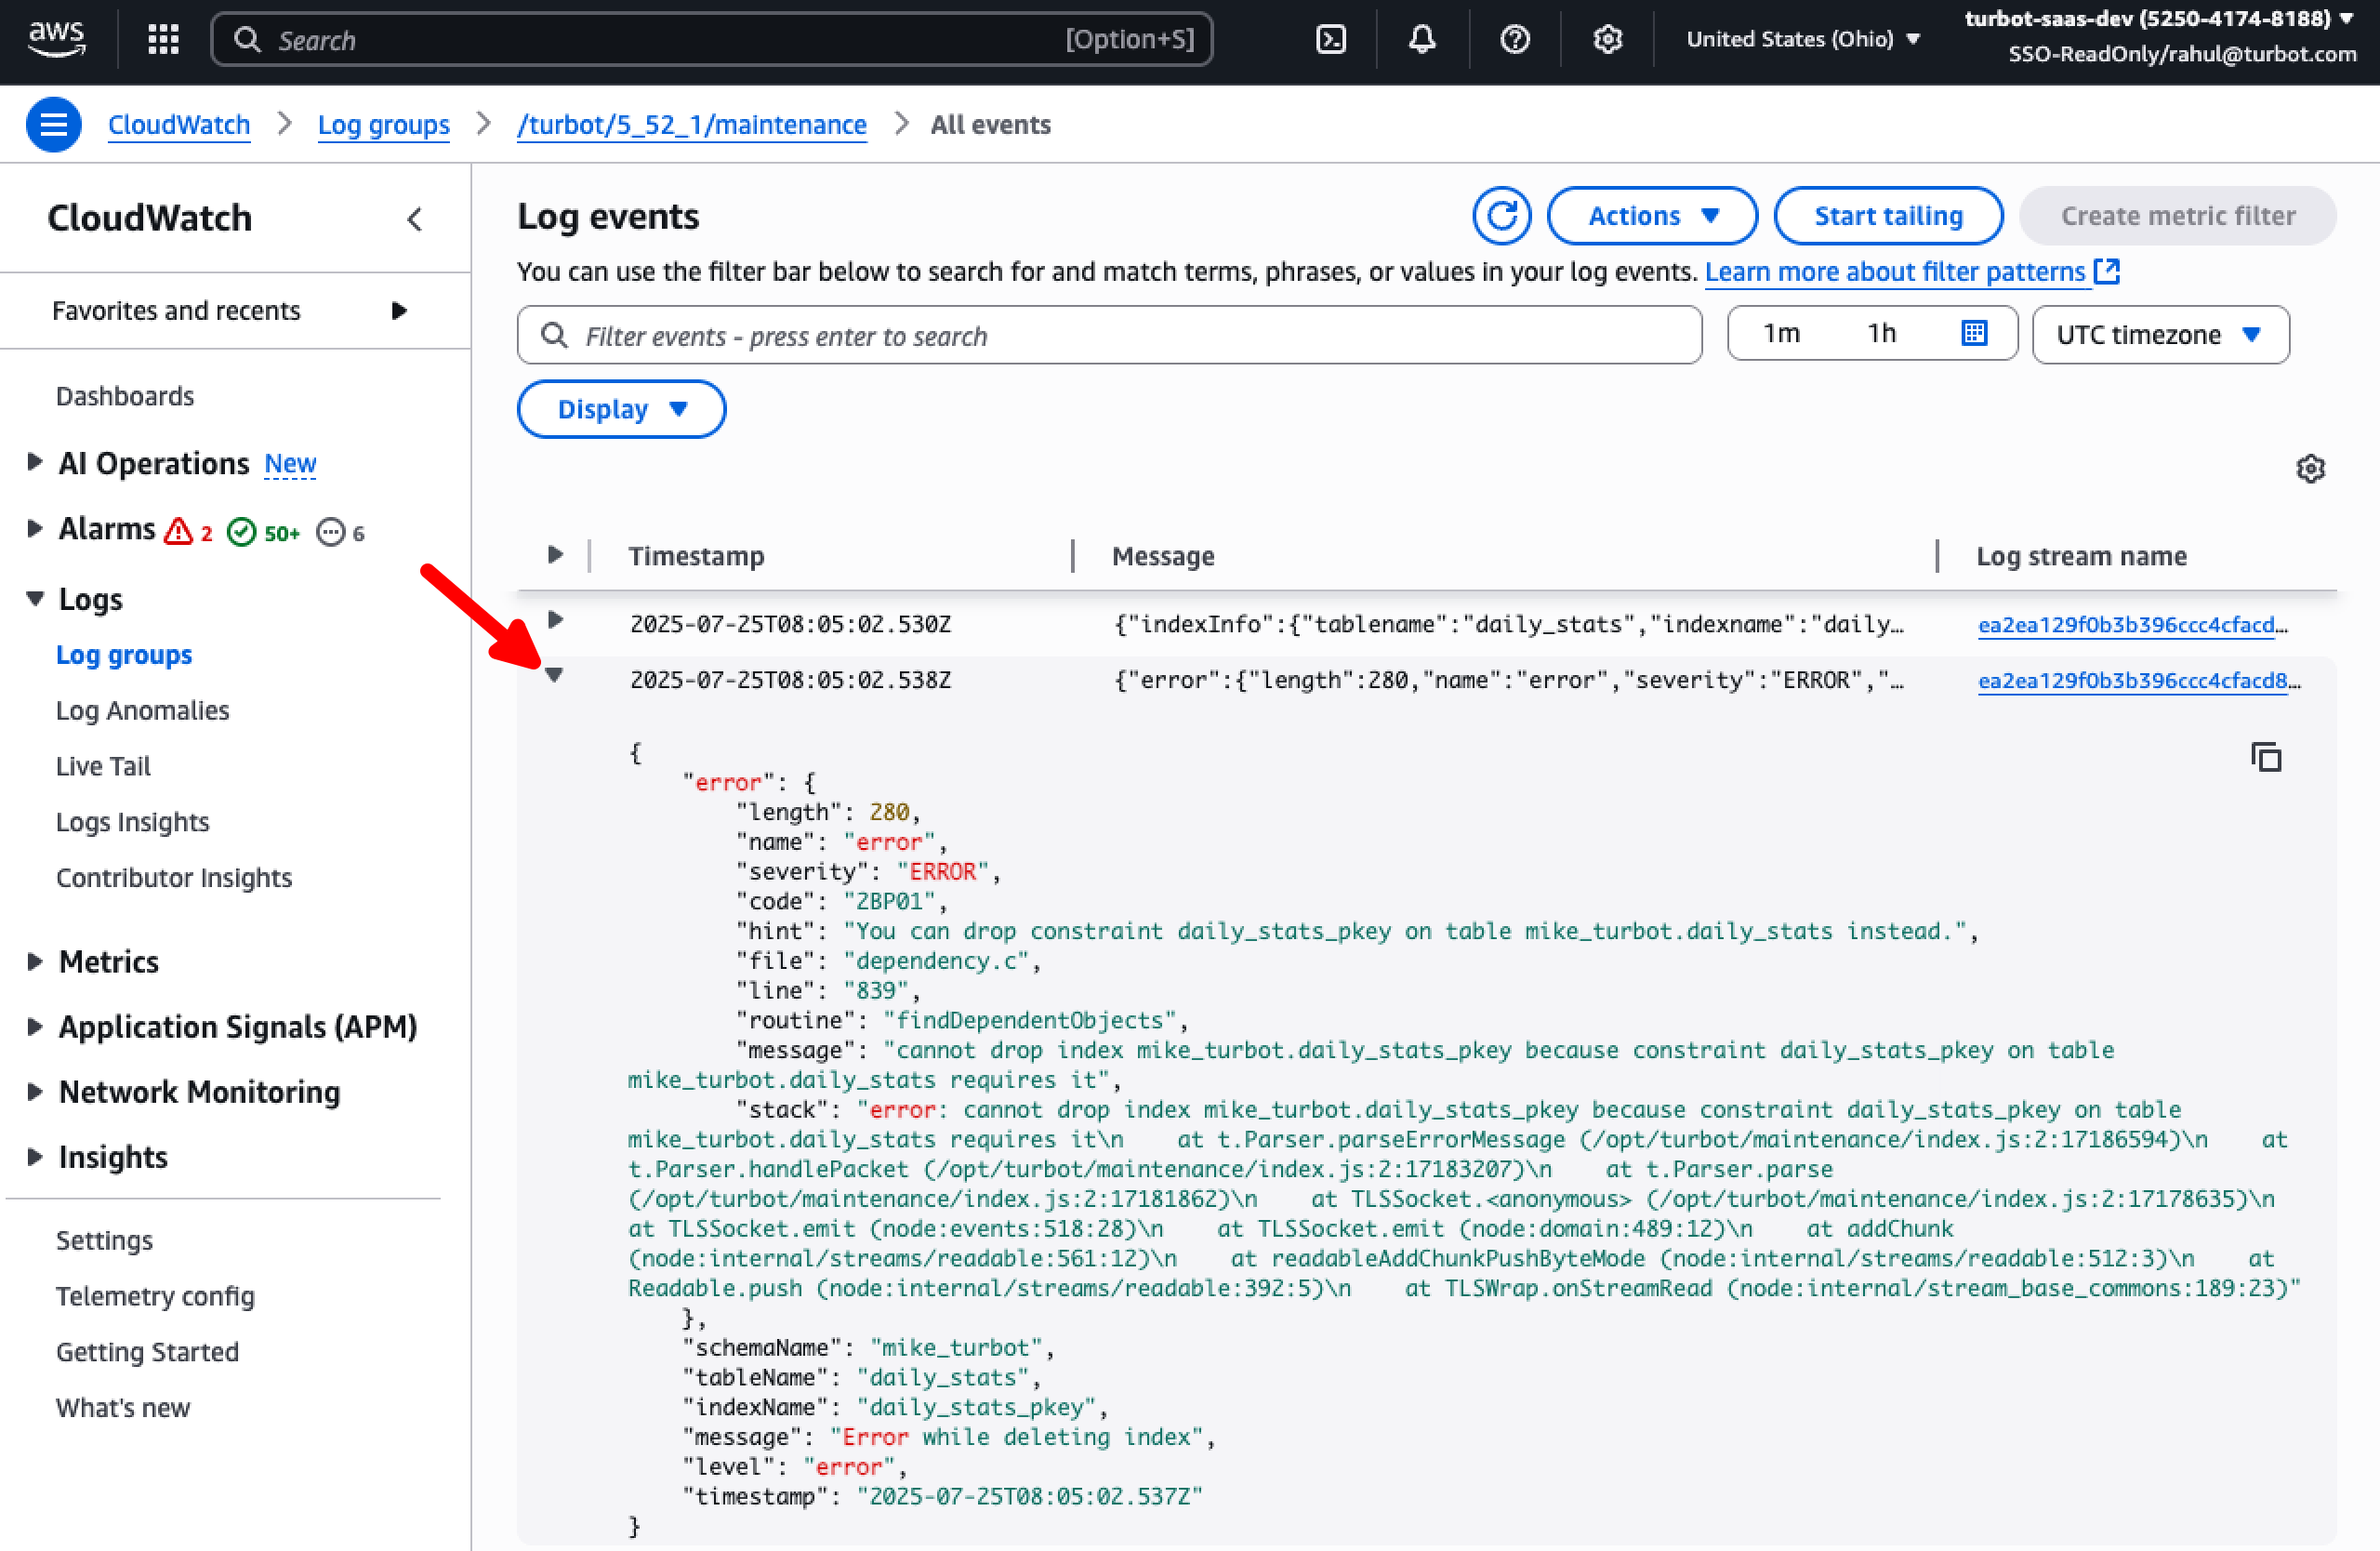 aws
Search [Option+S]
United States (Ohio)
turbot-saas-dev (5250-4174-8188)
SSO-ReadOnly/rahul@turbot.com
CloudWatch > Log groups > /turbot/5_52_1/maintenance > All events
CloudWatch
Favorites and recents
Dashboards
AI Operations New
Alarms 2 50+ 6
Logs
Log groups
Log Anomalies
Live Tail
Logs Insights
Contributor Insights
Metrics
Application Signals (APM)
Network Monitoring
Insights
Settings
Telemetry config
Getting Started
What's new
Log events
Actions
Start tailing
Create metric filter
You can use the filter bar below to search for and match terms, phrases, or values in your log events. Learn more about filter patterns
Filter events - press enter to search
1m 1h
UTC timezone
Display
Timestamp Message Log stream name
2025-07-25T08:05:02.530Z {"indexInfo":{"tablename":"daily_stats","indexname":"daily… ea2ea129f0b3b396ccc4cfacd…
2025-07-25T08:05:02.538Z {"error":{"length":280,"name":"error","severity":"ERROR","… ea2ea129f0b3b396ccc4cfacd8…
{
"error": {
"length": 280,
"name": "error",
"severity": "ERROR",
"code": "2BP01",
"hint": "You can drop constraint daily_stats_pkey on table mike_turbot.daily_stats instead.",
"file": "dependency.c",
"line": "839",
"routine": "findDependentObjects",
"message": "cannot drop index mike_turbot.daily_stats_pkey because constraint daily_stats_pkey on table
mike_turbot.daily_stats requires it",
"stack": "error: cannot drop index mike_turbot.daily_stats_pkey because constraint daily_stats_pkey on table
mike_turbot.daily_stats requires it\n    at t.Parser.parseErrorMessage (/opt/turbot/maintenance/index.js:2:17186594)\n    at
t.Parser.handlePacket (/opt/turbot/maintenance/index.js:2:17183207)\n    at t.Parser.parse
(/opt/turbot/maintenance/index.js:2:17181862)\n    at TLSSocket.<anonymous> (/opt/turbot/maintenance/index.js:2:17178635)\n
at TLSSocket.emit (node:events:518:28)\n    at TLSSocket.emit (node:domain:489:12)\n    at addChunk
(node:internal/streams/readable:561:12)\n    at readableAddChunkPushByteMode (node:internal/streams/readable:512:3)\n    at
Readable.push (node:internal/streams/readable:392:5)\n    at TLSWrap.onStreamRead (node:internal/stream_base_commons:189:23)"
},
"schemaName": "mike_turbot",
"tableName": "daily_stats",
"indexName": "daily_stats_pkey",
"message": "Error while deleting index",
"level": "error",
"timestamp": "2025-07-25T08:05:02.537Z"
}